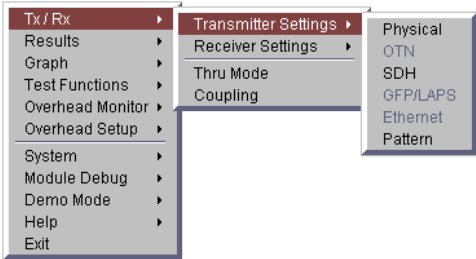 Tx / Rx
Results
Graph
Test Functions
Overhead Monitor
Overhead Setup
System
Module Debug
Demo Mode
Help
Exit
Transmitter Settings
Receiver Settings
Thru Mode
Coupling
Physical
OTN
SDH
GFP/LAPS
Ethernet
Pattern